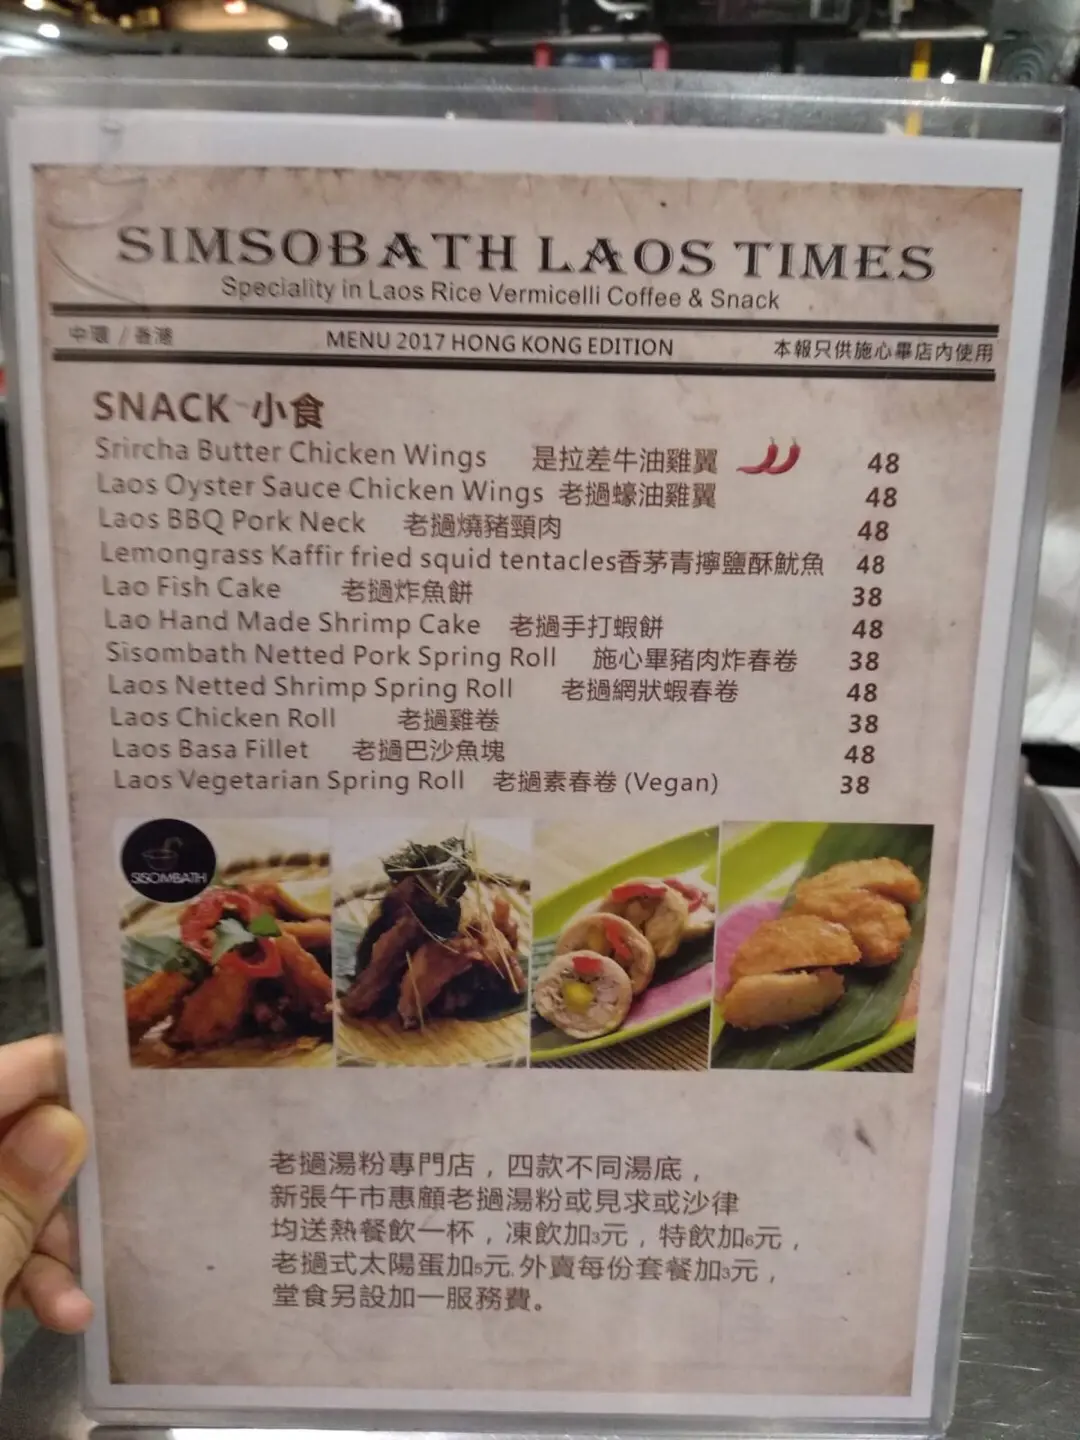 SIMSOBATH LAOS TIMES
Speciality in Laos Rice Vermicelli Coffee & Snack
中環 / 香港 MENU 2017 HONG KONG EDITION 本報只供施心畢店內使用
SNACK 小食
Srircha Butter Chicken Wings 是拉差牛油雞翼 48
Laos Oyster Sauce Chicken Wings 老撾蠔油雞翼 48
Laos BBQ Pork Neck 老撾燒豬頸肉 48
Lemongrass Kaffir fried squid tentacles香茅青擰鹽酥魷魚 48
Lao Fish Cake 老撾炸魚餅 38
Lao Hand Made Shrimp Cake 老撾手打蝦餅 48
Sisombath Netted Pork Spring Roll 施心畢豬肉炸春卷 38
Laos Netted Shrimp Spring Roll 老撾網狀蝦春卷 48
Laos Chicken Roll 老撾雞卷 38
Laos Basa Fillet 老撾巴沙魚塊 48
Laos Vegetarian Spring Roll 老撾素春卷 (Vegan) 38
SISOMBATH
老撾湯粉專門店，四款不同湯底，
新張午市惠顧老撾湯粉或見求或沙律
均送熱餐飲一杯，凍飲加3元，特飲加6元，
老撾式太陽蛋加5元,外賣每份套餐加3元，
堂食另設加一服務費。